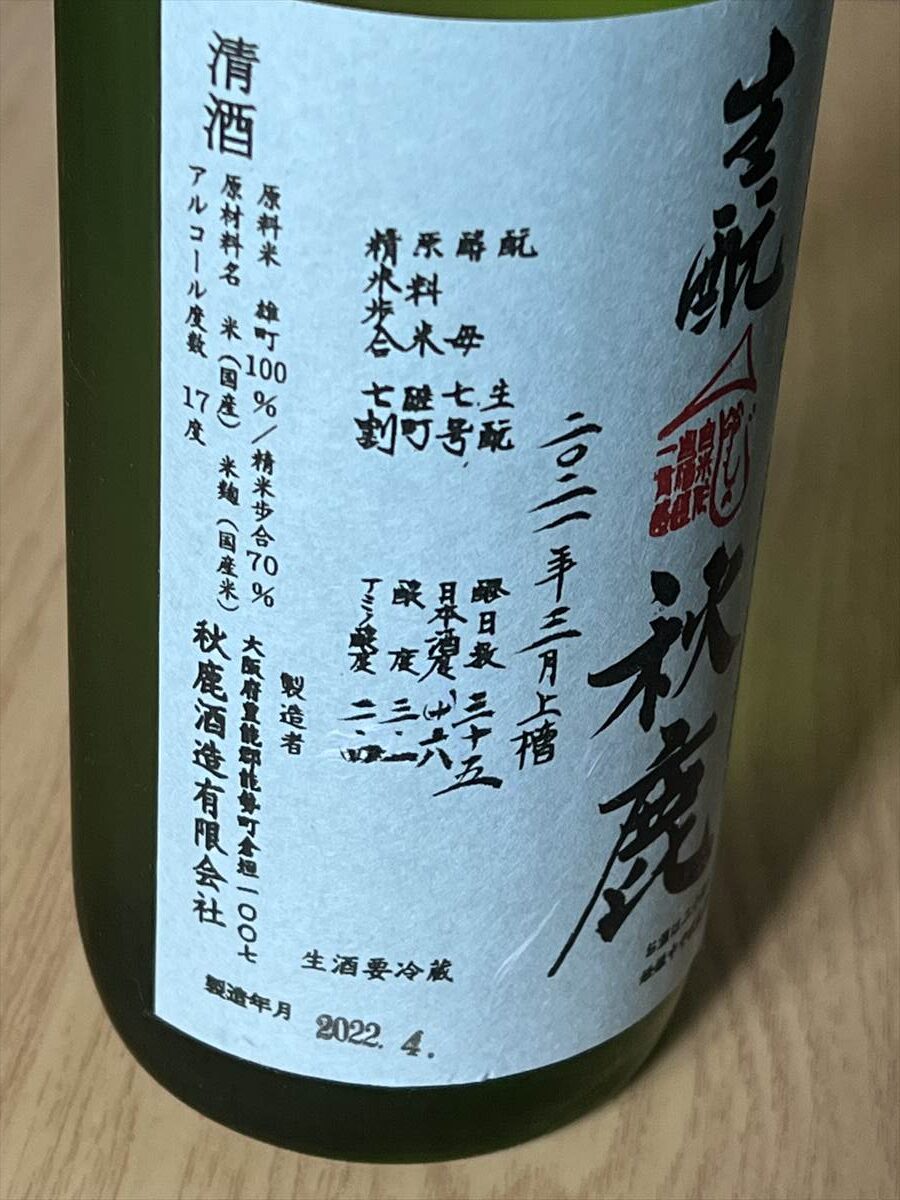 生酛
秋鹿
二〇二一年三月上槽
酛 生酛
酵母 七号
原料米 雄町
精米歩合 七割
醪日数 三十五
日本酒度 (+)六八
酸度 三・一
アミノ酸度 二・四
清酒
原料米 雄町100%/精米歩合70%
原材料名 米(国産) 米麹(国産米)
アルコール度数 17度
製造者
大阪府豊能郡能勢町倉垣一〇〇七
秋鹿酒造有限会社
生酒要冷蔵
製造年月 2022. 4.